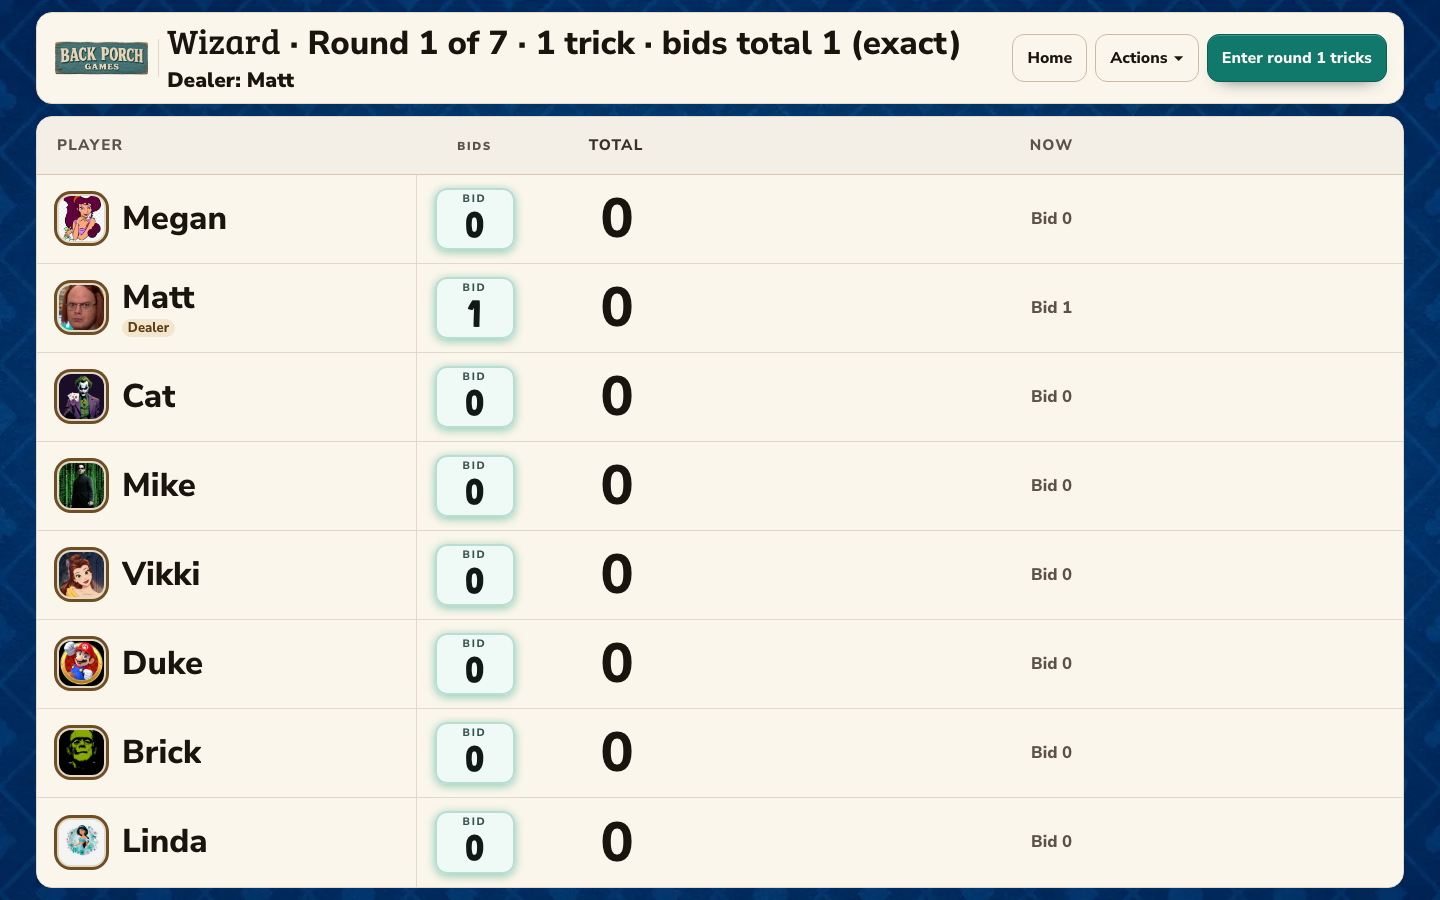 BACK PORCH
GAMES
Wizard · Round 1 of 7 · 1 trick · bids total 1 (exact)
Dealer: Matt
Home
Actions
Enter round 1 tricks
PLAYER BIDS TOTAL NOW
Megan BID 0 0 Bid 0
Matt BID 1 0 Bid 1
Dealer
Cat BID 0 0 Bid 0
Mike BID 0 0 Bid 0
Vikki BID 0 0 Bid 0
Duke BID 0 0 Bid 0
Brick BID 0 0 Bid 0
Linda BID 0 0 Bid 0